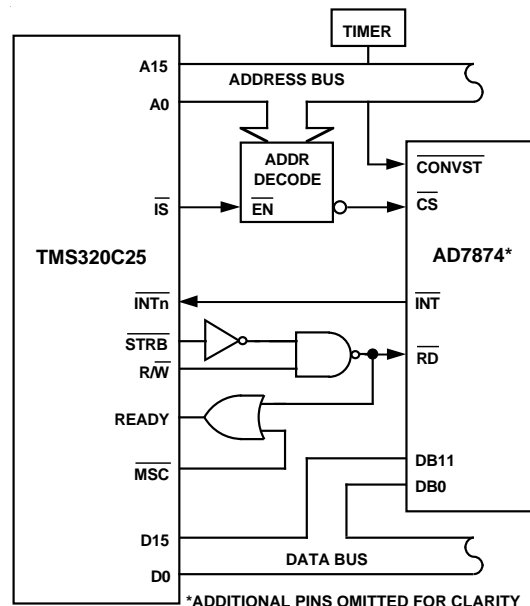 TIMER
A15
ADDRESS BUS
A0
ADDR
DECODE
EN
CONVST
IS
CS
TMS320C25
AD7874*
INTn
INT
STRB
R/W
RD
READY
MSC
DB11
DB0
D15
DATA BUS
D0
*ADDITIONAL PINS OMITTED FOR CLARITY